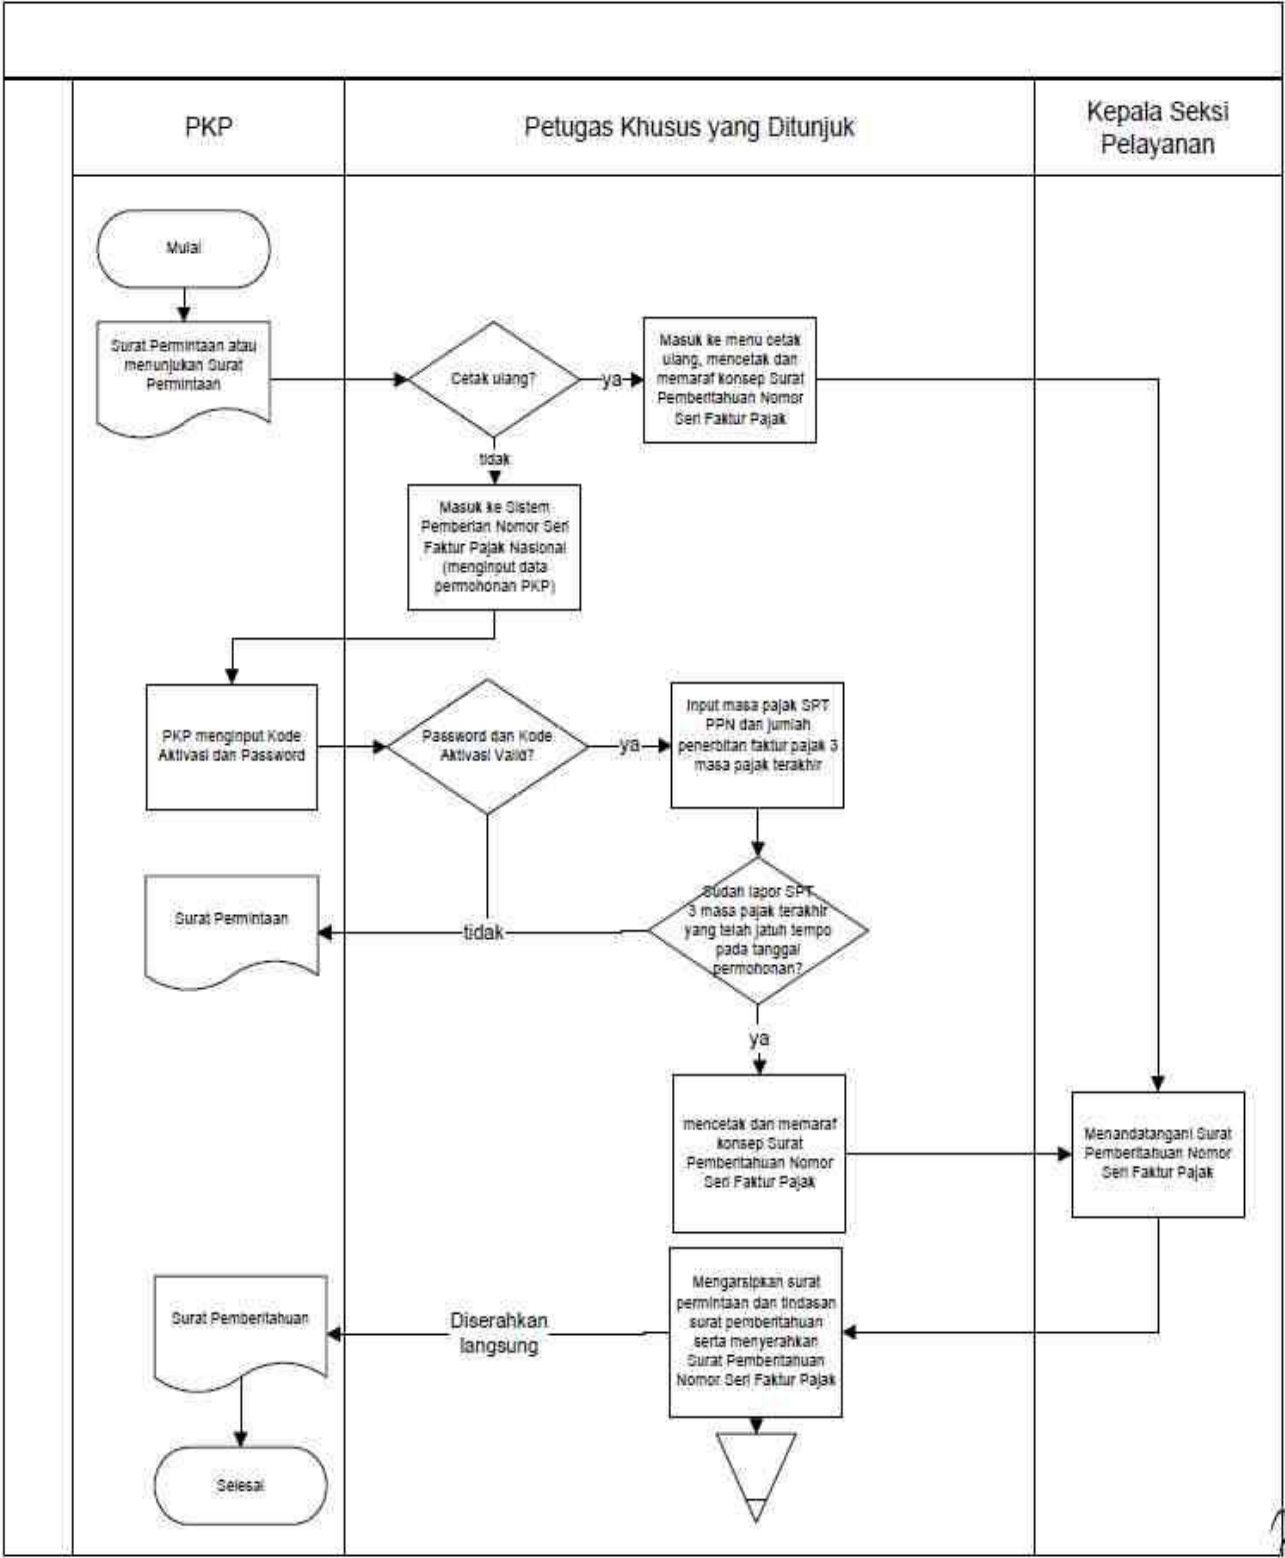 PKP
Petugas Khusus yang Ditunjuk
Kepala Seksi
Pelayanan
Mulai
Surat Permintaan atau
menunjukan Surat
Permintaan
Cetak ulang?
ya
Masuk ke menu cetak
ulang, mencetak dan
memaraf konsep Surat
Pemberitahuan Nomor
Seri Faktur Pajak
tidak
Masuk ke Sistem
Pemberian Nomor Seri
Faktur Pajak Nasional
(menginput data
permohonan PKP)
PKP menginput Kode
Aktivasi dan Password
Password dan Kode
Aktivasi Valid?
ya
Input masa pajak SPT
PPN dan jumlah
penerbitan faktur pajak 3
masa pajak terakhir
Surat Permintaan
tidak
Sudah lapor SPT
3 masa pajak terakhir
yang telah jatuh tempo
pada tanggal
permohonan?
ya
mencetak dan memaraf
konsep Surat
Pemberitahuan Nomor
Seri Faktur Pajak
Menandatangani Surat
Pemberitahuan Nomor
Seri Faktur Pajak
Surat Pemberitahuan
Diserahkan
langsung
Mengarsipkan surat
permintaan dan tindasan
surat pemberitahuan
serta menyerahkan
Surat Pemberitahuan
Nomor Seri Faktur Pajak
Selesai